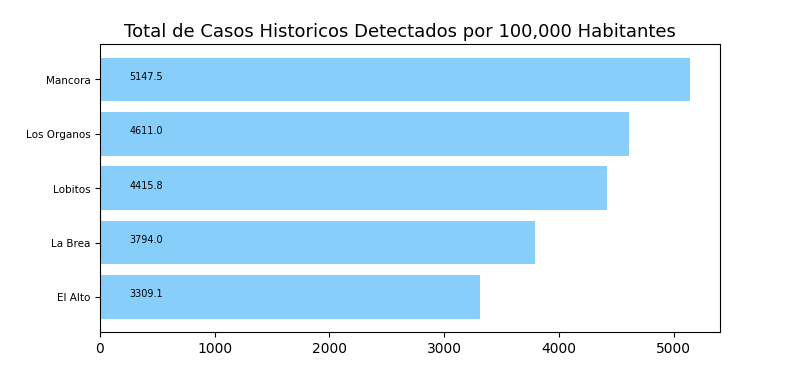 Total de Casos Historicos Detectados por 100,000 Habitantes
Mancora 5147.5
Los Organos 4611.0
Lobitos 4415.8
La Brea 3794.0
El Alto 3309.1
0 1000 2000 3000 4000 5000